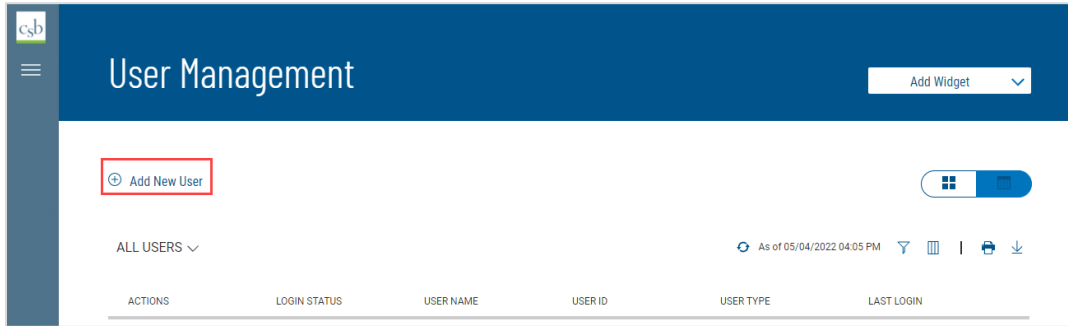 csb
User Management
Add Widget
Add New User
ALL USERS
As of 05/04/2022 04:05 PM
ACTIONS LOGIN STATUS USER NAME USER ID USER TYPE LAST LOGIN